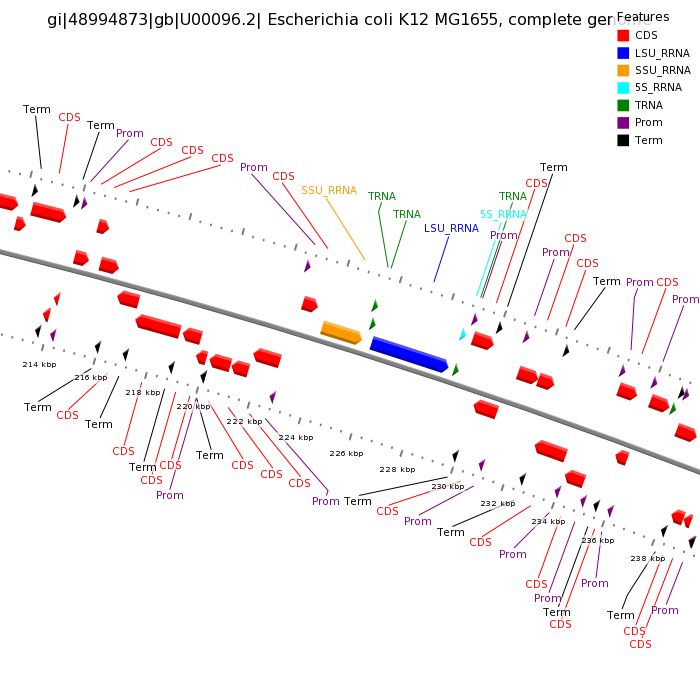 gi|48994873|gb|U00096.2| Escherichia coli K12 MG1655, complete genome
Features
CDS
LSU_RRNA
SSU_RRNA
5S_RRNA
TRNA
Prom
Term
Term
CDS
Term
Prom
CDS
CDS
CDS
Prom
CDS
SSU_RRNA
TRNA
TRNA
LSU_RRNA
Term
CDS
TRNA
5S_RRNA
Prom
CDS
Prom
CDS
Term
Prom
CDS
Prom
214 kbp
216 kbp
218 kbp
220 kbp
222 kbp
224 kbp
226 kbp
228 kbp
230 kbp
232 kbp
234 kbp
236 kbp
238 kbp
Term
CDS
Term
CDS
Term
CDS
CDS
Prom
Term
CDS
CDS
CDS
Prom
Term
CDS
Prom
Term
CDS
Prom
CDS
Prom
Term
CDS
Prom
Term
CDS
CDS
Prom